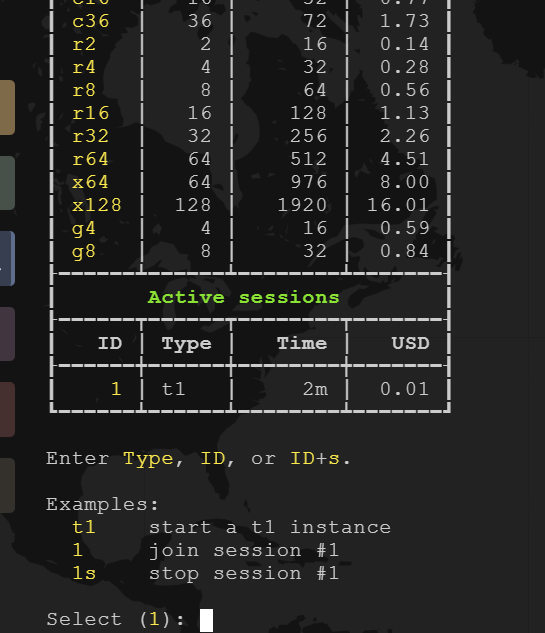 c36 36 72 1.73
r2 2 16 0.14
r4 4 32 0.28
r8 8 64 0.56
r16 16 128 1.13
r32 32 256 2.26
r64 64 512 4.51
x64 64 976 8.00
x128 128 1920 16.01
g4 4 16 0.59
g8 8 32 0.84
Active sessions
ID Type Time USD
1 t1 2m 0.01
Enter Type, ID, or ID+s.
Examples:
t1 start a t1 instance
1 join session #1
1s stop session #1
Select (1):